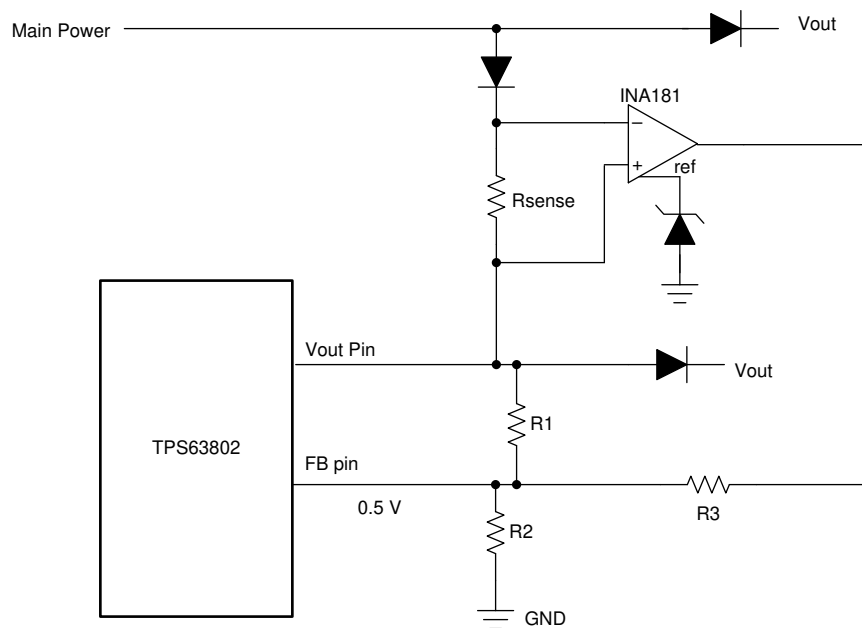 Main Power
Vout
INA181
−
+
ref
Rsense
Vout Pin
Vout
R1
TPS63802
FB pin
0.5 V
R3
R2
GND